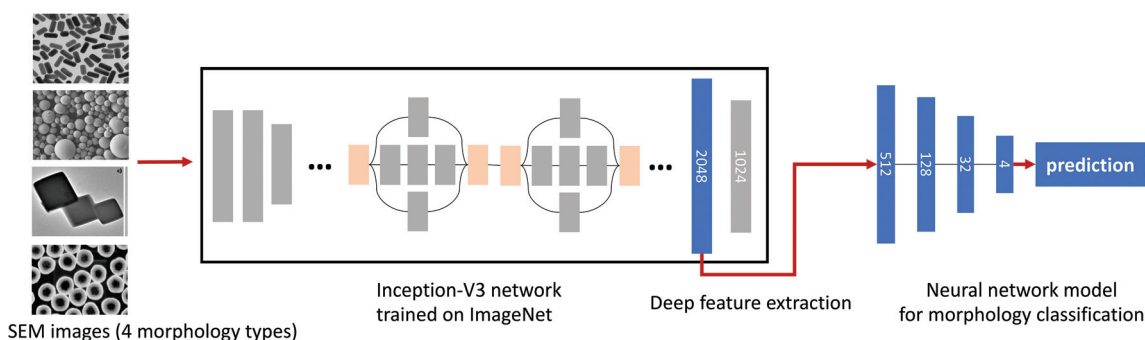 2048
1024
512
128
32
4
prediction
Inception-V3 network
trained on ImageNet
Deep feature extraction
Neural network model
for morphology classification
SEM images (4 morphology types)